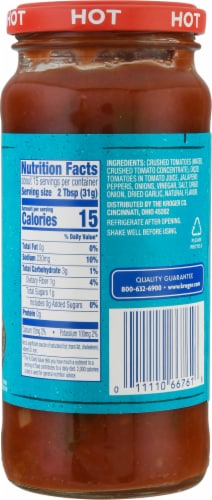 HOT HOT HOT
Nutrition Facts
about 15 servings per container
Serving size 2 Tbsp (31g)
Amount per serving
Calories 15
% Daily Value*
Total Fat 0g 0%
Sodium 230mg 10%
Total Carbohydrate 3g 1%
Dietary Fiber 1g 4%
Total Sugars 1g
Includes 0g Added Sugars 0%
Protein 0g
2% • Potassium 100mg 2%
INGREDIENTS: CRUSHED TOMATOES (WATER,
CRUSHED TOMATO CONCENTRATE), DICED
TOMATOES IN TOMATO JUICE, JALAPEÑO
PEPPERS, ONIONS, VINEGAR, SALT, DRIED
ONION, DRIED GARLIC, NATURAL FLAVOR.
DISTRIBUTED BY THE KROGER CO.
CINCINNATI, OHIO 45202
REFRIGERATE AFTER OPENING.
SHAKE WELL BEFORE USING.
PLEASE
RECYCLE
QUALITY GUARANTEE
800-632-6900 • www.kroger.com
0 11110 66761